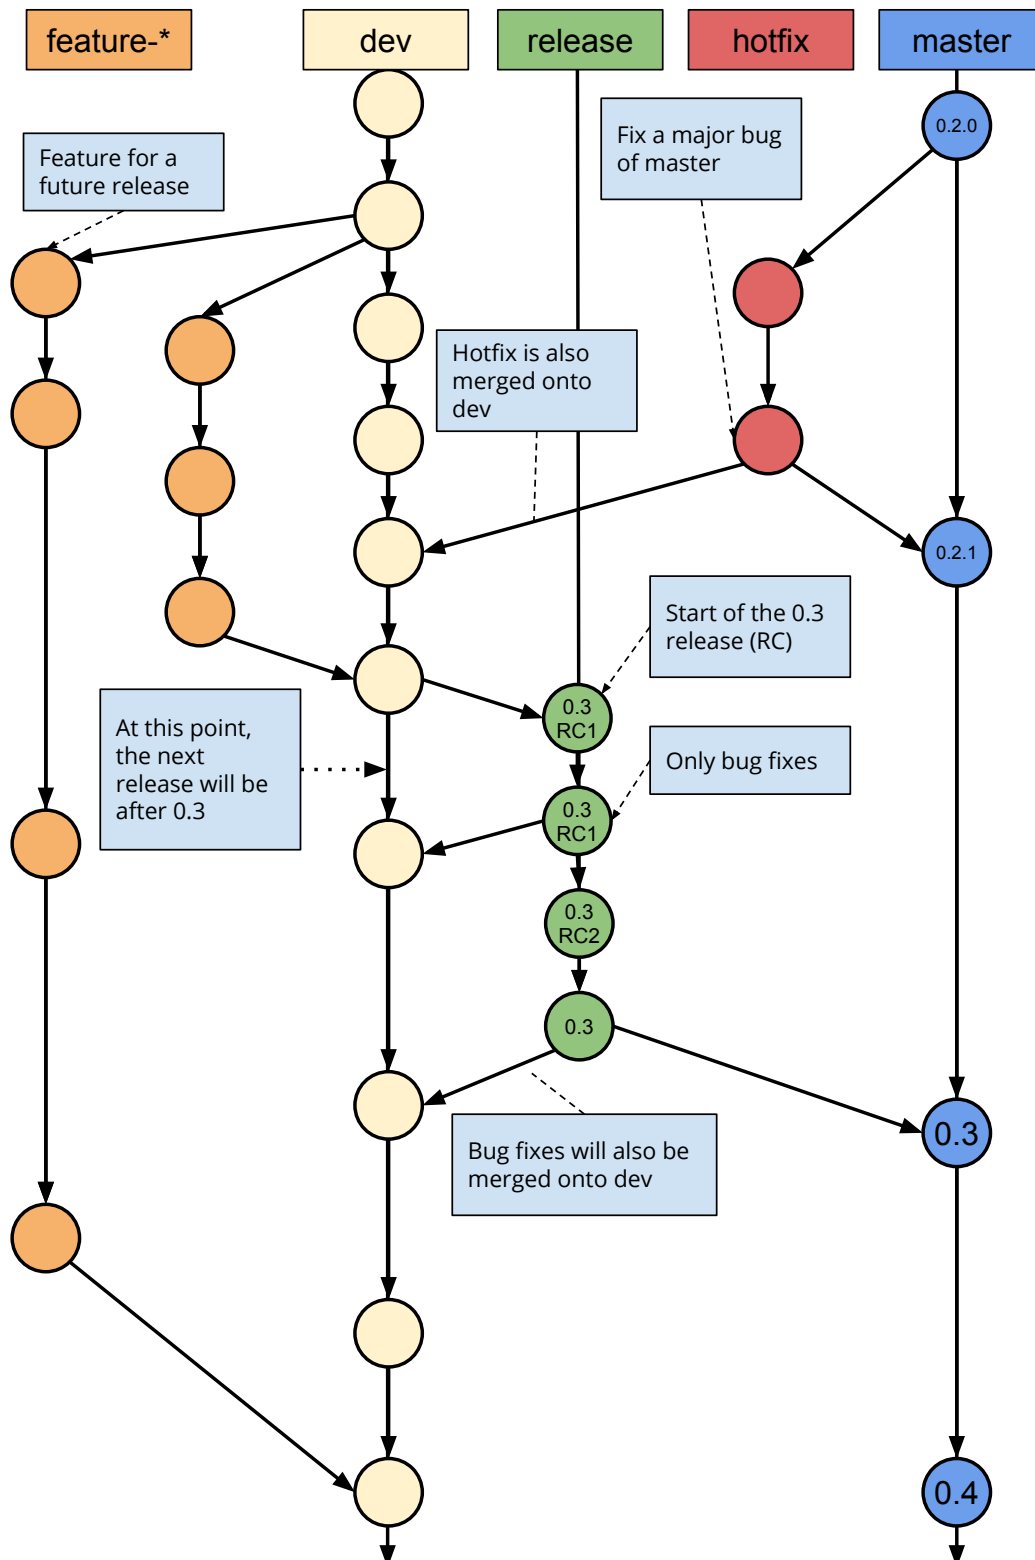 feature-*
dev
release
hotfix
master
0.2.0
Fix a major bug
of master
Feature for a
future release
Hotfix is also
merged onto
dev
0.2.1
Start of the 0.3
release (RC)
0.3
RC1
At this point,
the next
release will be
after 0.3
Only bug fixes
0.3
RC1
0.3
RC2
0.3
0.3
Bug fixes will also be
merged onto dev
0.4